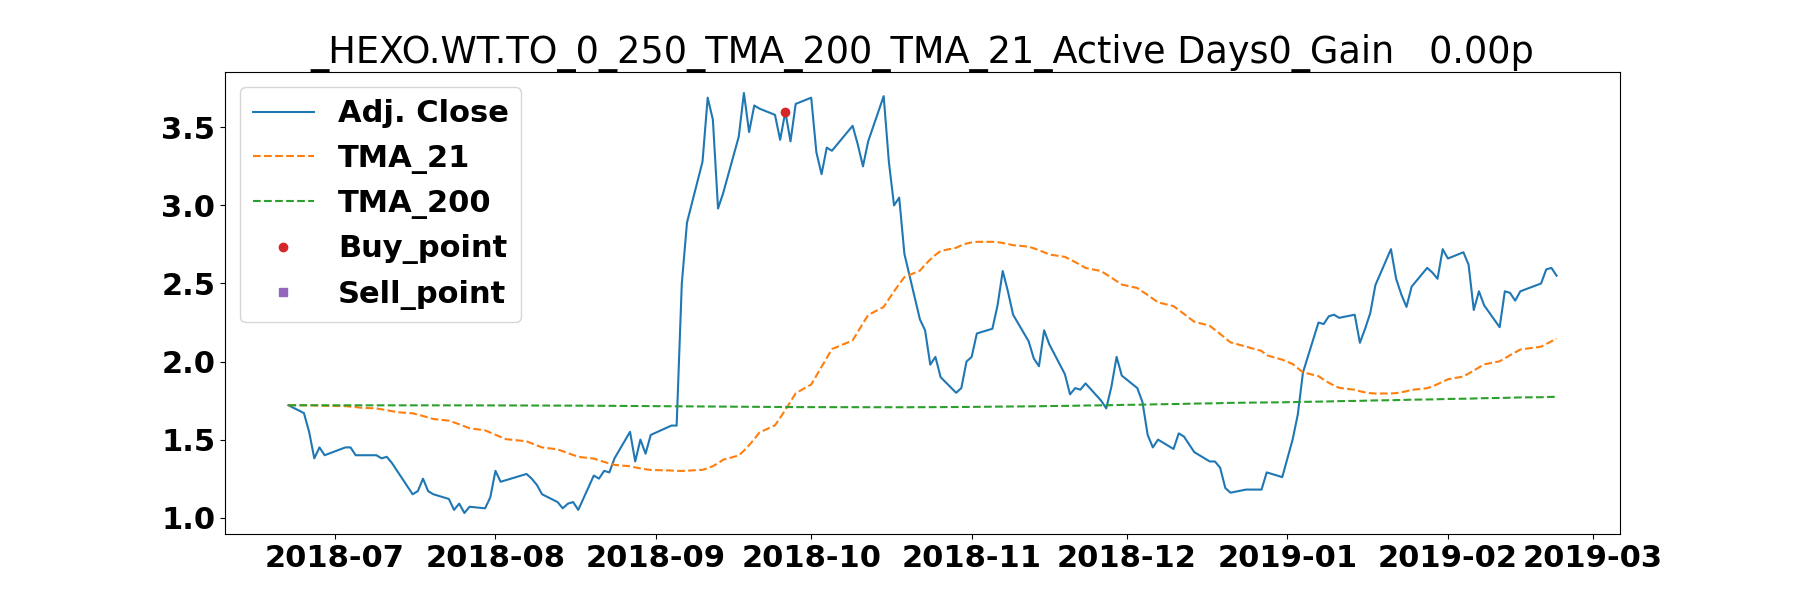 _HEXO.WT.TO_0_250_TMA_200_TMA_21_Active Days0_Gain   0.00p
Adj. Close
TMA_21
TMA_200
Buy_point
Sell_point
3.5
3.0
2.5
2.0
1.5
1.0
2018-07 2018-08 2018-09 2018-10 2018-11 2018-12 2019-01 2019-02 2019-03